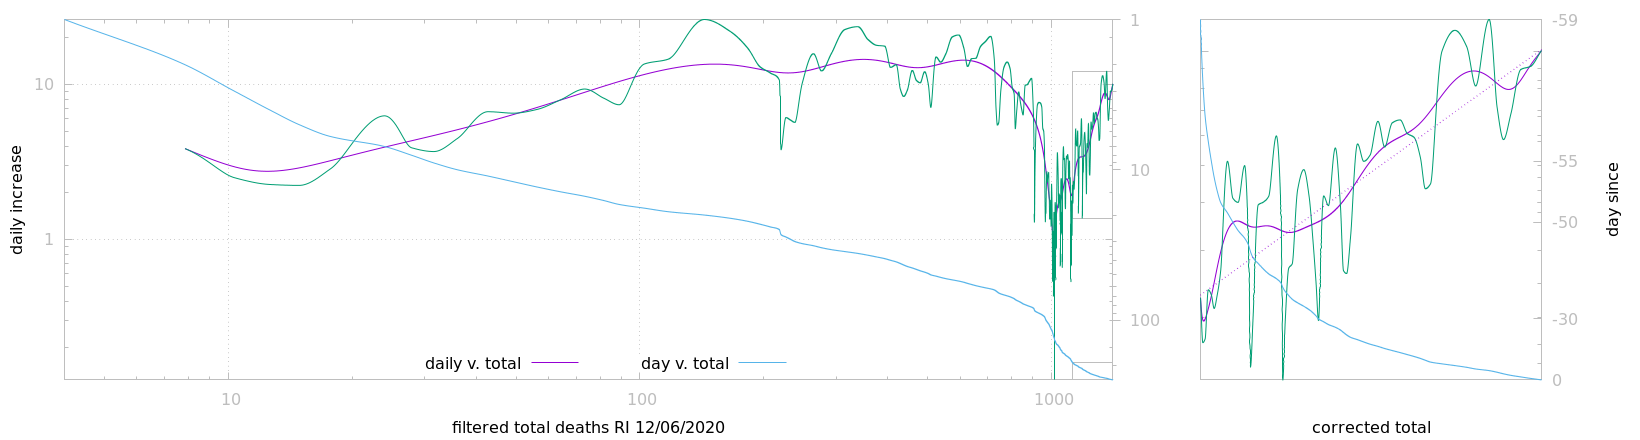 daily increase
10
1
10
100
1000
1
10
100
daily v. total
day v. total
filtered total deaths RI 12/06/2020
-59
-55
-50
-30
0
day since
corrected total